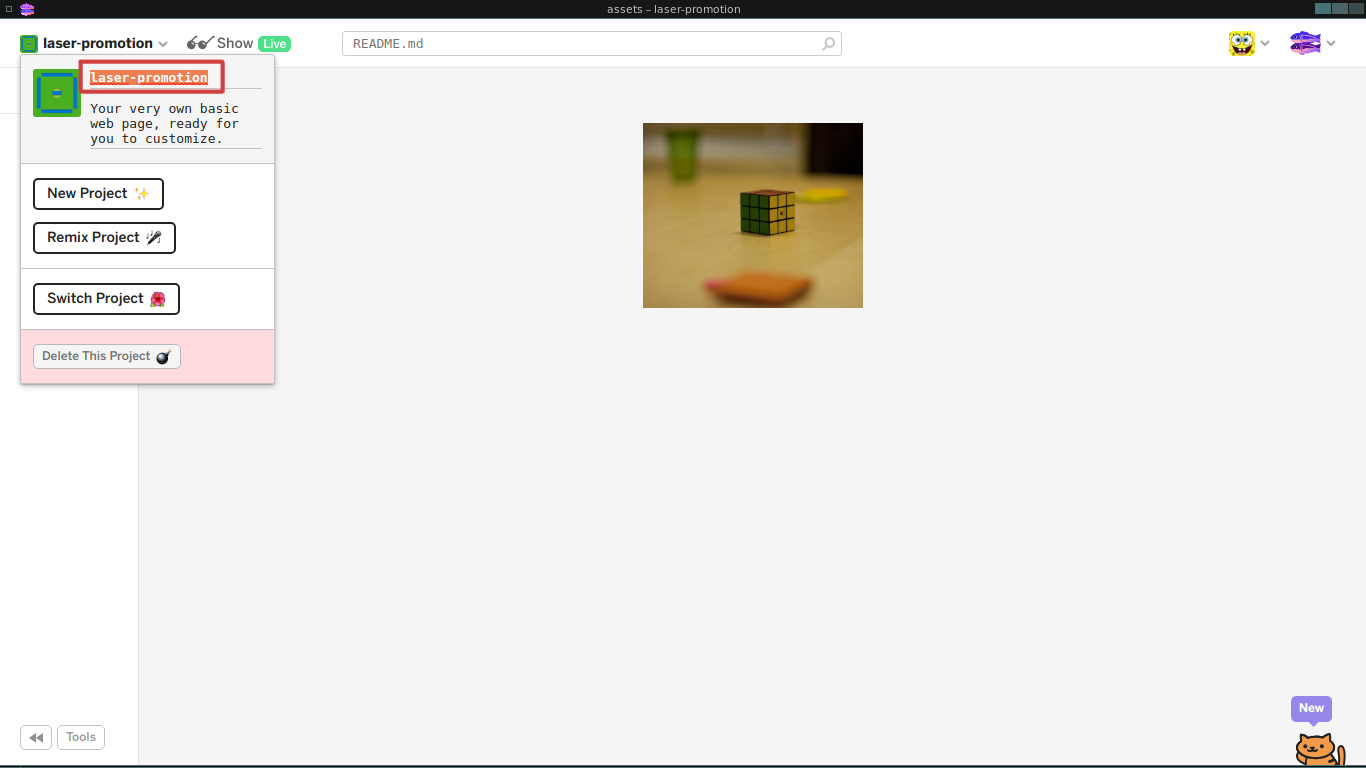 assets – laser-promotion
laser-promotion
Show
Live
README.md
laser-promotion
Your very own basic
web page, ready for
you to customize.
New Project
Remix Project
Switch Project
Delete This Project
Tools
New